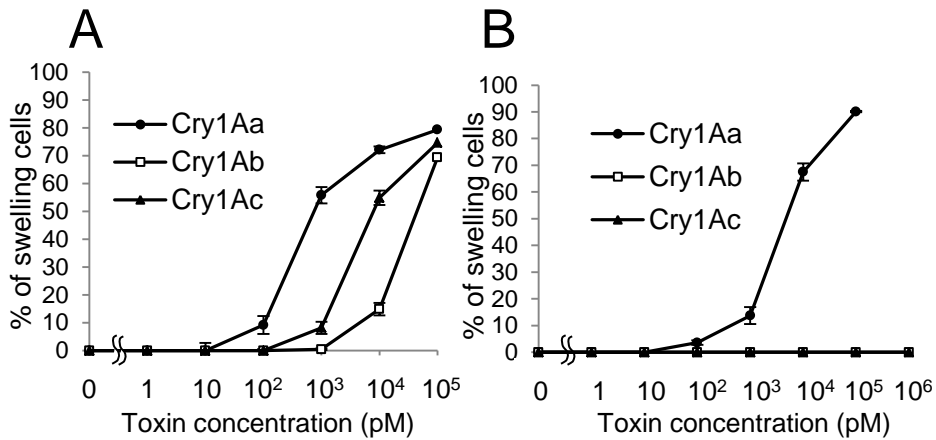 A
% of swelling cells
100
90
80
70
60
50
40
30
20
10
0
Cry1Aa
Cry1Ab
Cry1Ac
0 1 10 10² 10³ 10⁴ 10⁵
Toxin concentration (pM)
B
% of swelling cells
100
90
80
70
60
50
40
30
20
10
0
Cry1Aa
Cry1Ab
Cry1Ac
0 1 10 10² 10³ 10⁴ 10⁵ 10⁶
Toxin concentration (pM)